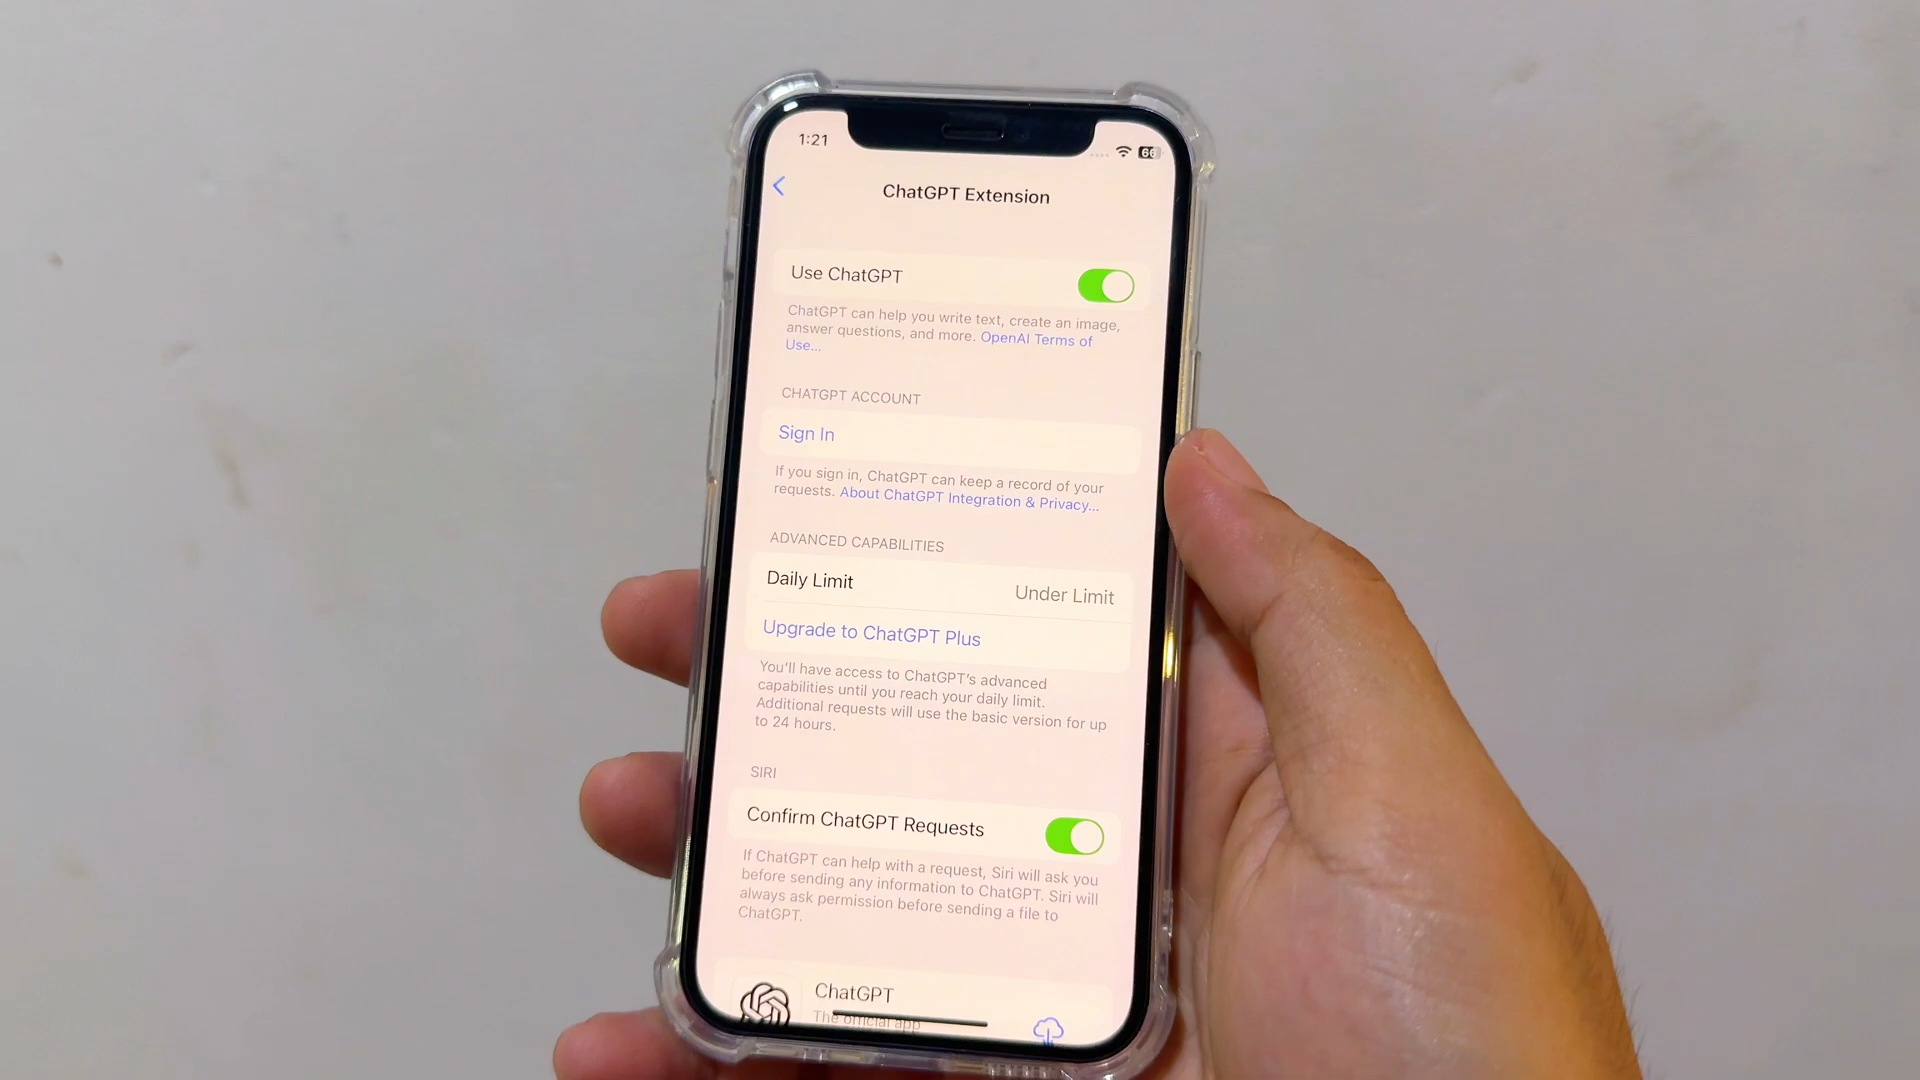 1:21
66
ChatGPT Extension
Use ChatGPT
ChatGPT can help you write text, create an image,
answer questions, and more. OpenAI Terms of
Use...
CHATGPT ACCOUNT
Sign In
If you sign in, ChatGPT can keep a record of your
requests. About ChatGPT Integration & Privacy...
ADVANCED CAPABILITIES
Daily Limit
Under Limit
Upgrade to ChatGPT Plus
You'll have access to ChatGPT's advanced
capabilities until you reach your daily limit.
Additional requests will use the basic version for up
to 24 hours.
SIRI
Confirm ChatGPT Requests
If ChatGPT can help with a request, Siri will ask you
before sending any information to ChatGPT. Siri will
always ask permission before sending a file to
ChatGPT.
ChatGPT
The official app